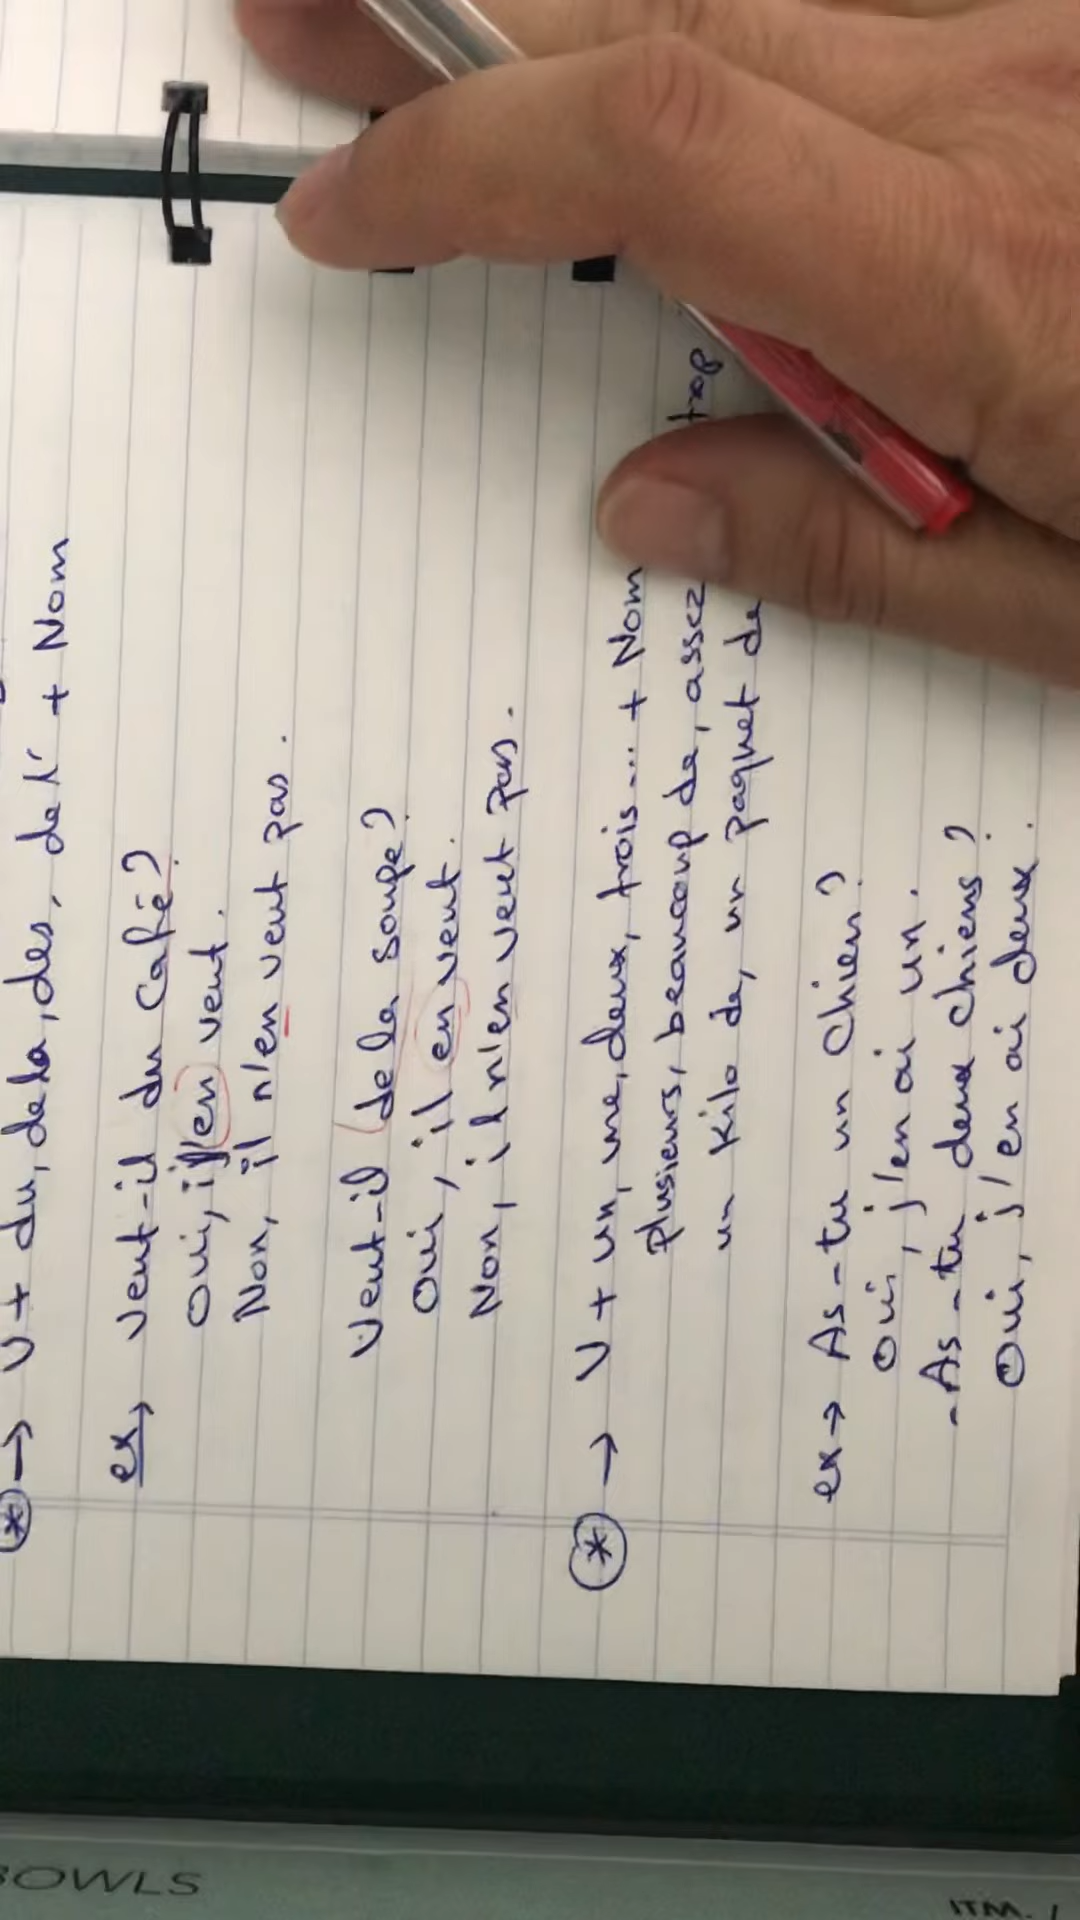 * → V + du, de la, des, de l' + Nom
ex → Veut-il du café?
Oui, il en veut.
Non, il n'en veut pas.
Veut-il de la soupe?
Oui, il en veut.
Non, il n'en veut pas.
* → V + un, une, deux, trois... + Nom
plusieurs, beaucoup de, assez trop
un kilo de, un paquet de
ex → As-tu un chien?
Oui, j'en ai un.
- As-tu deux chiens?
Oui, j'en ai deux.
BOWLS
ITM.